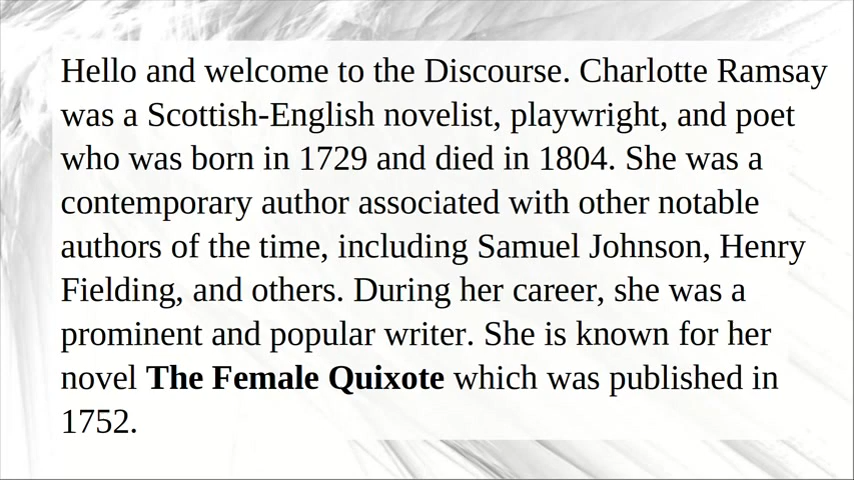 Hello and welcome to the Discourse. Charlotte Ramsay
was a Scottish-English novelist, playwright, and poet
who was born in 1729 and died in 1804. She was a
contemporary author associated with other notable
authors of the time, including Samuel Johnson, Henry
Fielding, and others. During her career, she was a
prominent and popular writer. She is known for her
novel The Female Quixote which was published in
1752.